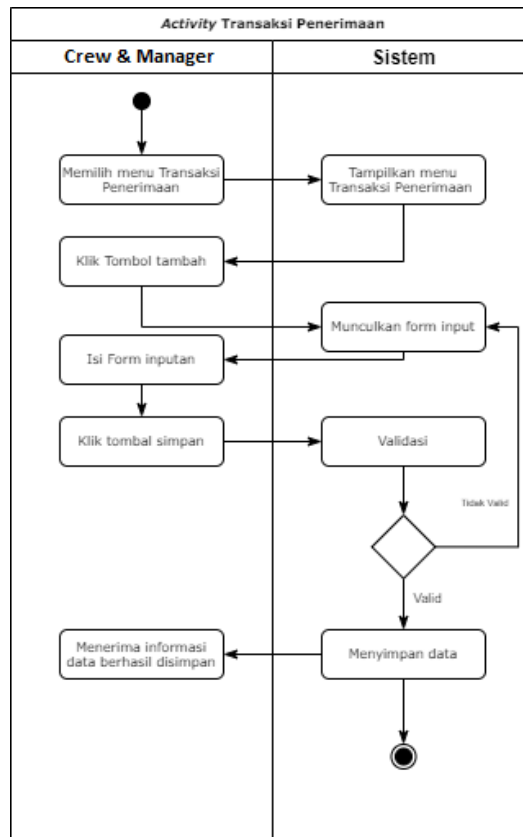 Activity Transaksi Penerimaan
Crew & Manager
Sistem
Memilih menu Transaksi
Penerimaan
Tampilkan menu
Transaksi Penerimaan
Klik Tombol tambah
Munculkan form input
Isi Form inputan
Klik tombal simpan
Validasi
Tidak Valid
Valid
Menerima informasi
data berhasil disimpan
Menyimpan data